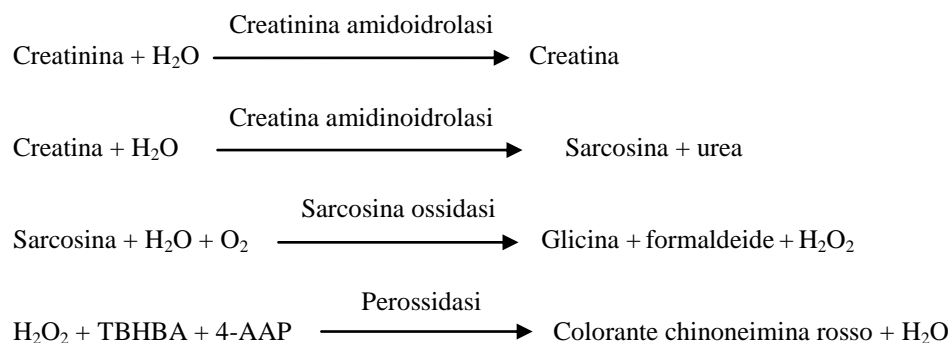 Creatinina amidoidrolasi
Creatinina + H₂O Creatina
Creatina amidinoidrolasi
Creatina + H₂O Sarcosina + urea
Sarcosina ossidasi
Sarcosina + H₂O + O₂ Glicina + formaldeide + H₂O₂
Perossidasi
H₂O₂ + TBHBA + 4-AAP Colorante chinoneimina rosso + H₂O